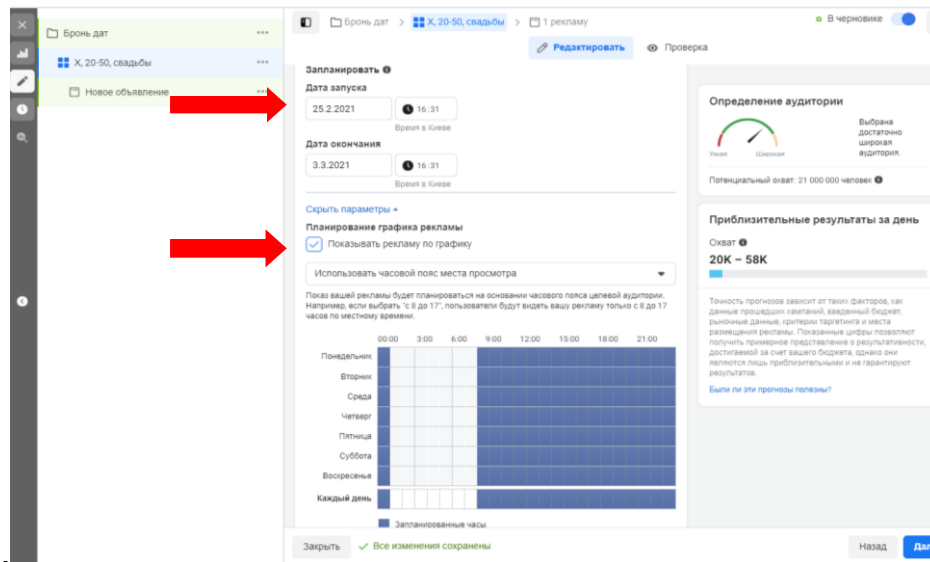 Бронь дат
X, 20-50, свадьбы
Новое объявление
Бронь дат > X, 20-50, свадьбы > 1 рекламу
В черновике
Редактировать
Проверка
Запланировать
Дата запуска
25.2.2021 16:31
Время в Киеве
Дата окончания
3.3.2021 16:31
Время в Киеве
Скрыть параметры
Планирование графика рекламы
Показывать рекламу по графику
Использовать часовой пояс места просмотра
Показ вашей рекламы будет планироваться на основании часового пояса целевой аудитории.
Например, если выбрать "с 8 до 17", пользователи будут видеть вашу рекламу только с 8 до 17
часов по местному времени.
00:00 3:00 6:00 9:00 12:00 15:00 18:00 21:00
Понедельник
Вторник
Среда
Четверг
Пятница
Суббота
Воскресенье
Каждый день
Запланированные часы
Закрыть
Все изменения сохранены
Назад
Дал
Определение аудитории
Узкая Широкая
Выбрана
достаточно
широкая
аудитория.
Потенциальный охват: 21 000 000 человек
Приблизительные результаты за день
Охват
20K – 58K
Точность прогнозов зависит от таких факторов, как
данные прошедших кампаний, введенный бюджет,
рыночные данные, критерии таргетинга и места
размещения рекламы. Показанные цифры позволяют
получить примерное представление о результативности,
достигаемой за счет вашего бюджета, однако они
являются лишь приблизительными и не гарантируют
результатов.
Были ли эти прогнозы полезны?